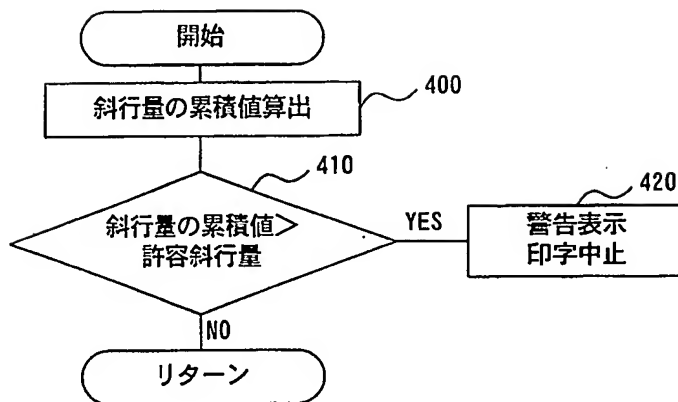 開始
斜行量の累積値算出
400
410
斜行量の累積値＞
許容斜行量
YES
420
警告表示
印字中止
NO
リターン